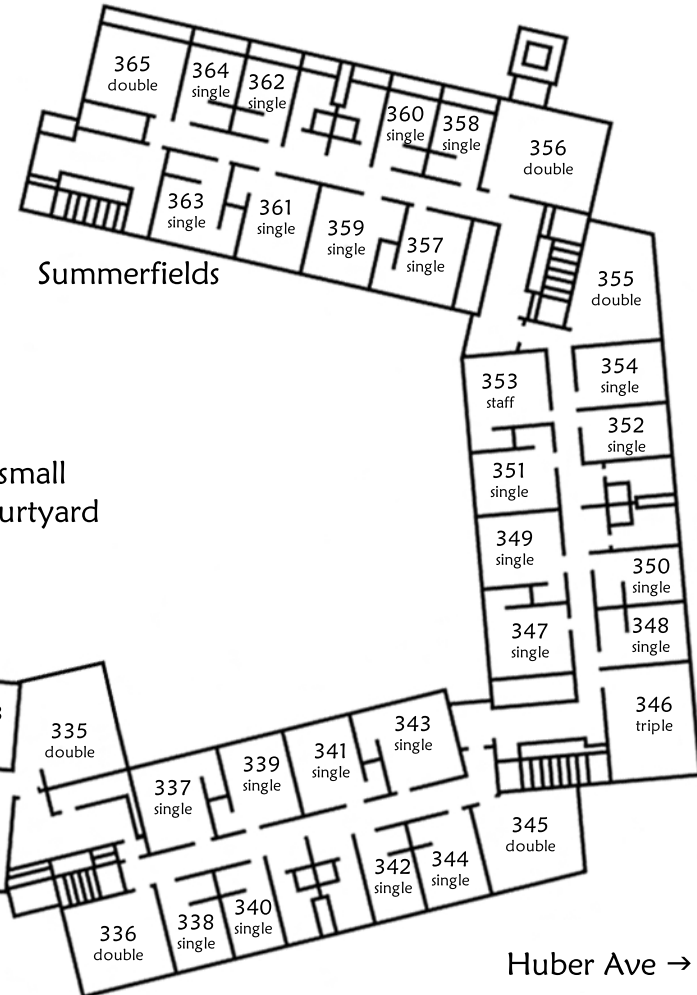 365
double
364
single
362
single
360
single
358
single
356
double
363
single
361
single
359
single
357
single
Summerfields
355
double
354
single
353
staff
352
single
351
single
small
urtyard
349
single
350
single
348
single
347
single
346
triple
335
double
343
single
341
single
339
single
337
single
345
double
344
single
342
single
340
single
338
single
336
double
Huber Ave →